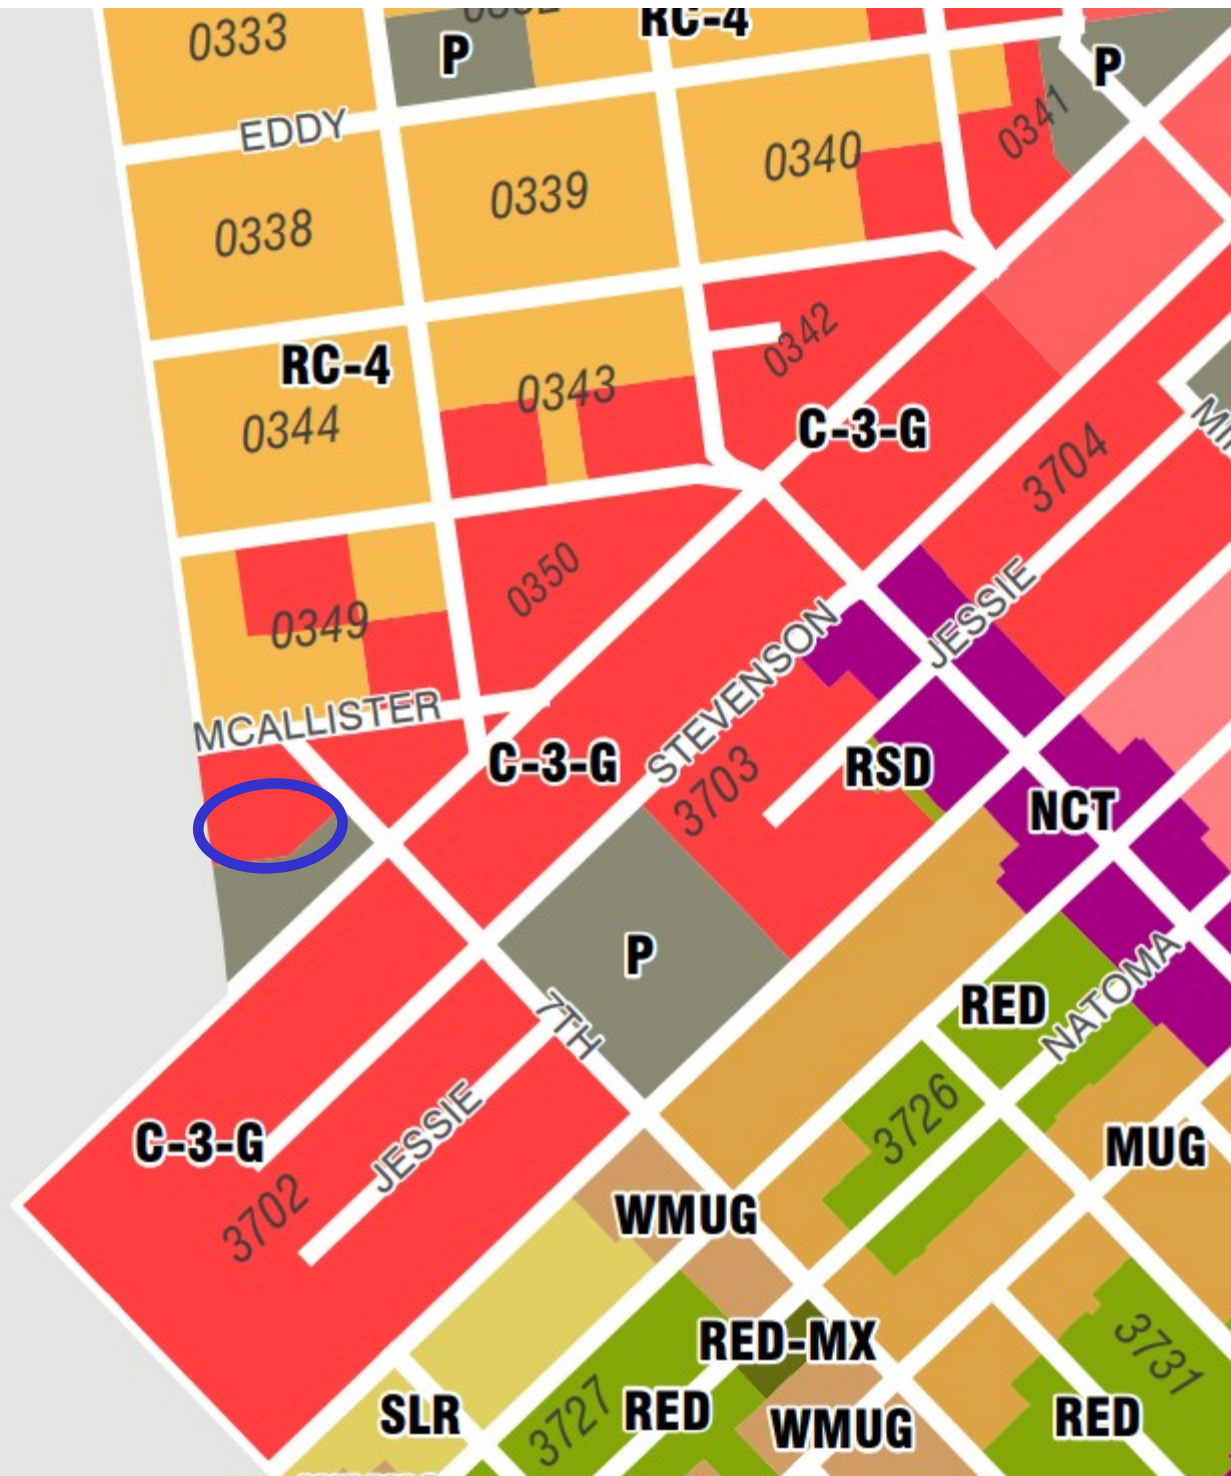 0333
P
RC-4
P
EDDY
0341
0340
0339
0338
0342
RC-4
0343
0344
C-3-G
3704
0350
JESSIE
0349
STEVENSON
MCALLISTER
C-3-G
3703
RSD
NCT
P
NATOMA
RED
7TH
3726
JESSIE
C-3-G
MUG
3702
WMUG
RED-MX
3731
SLR
3727
RED
WMUG
RED